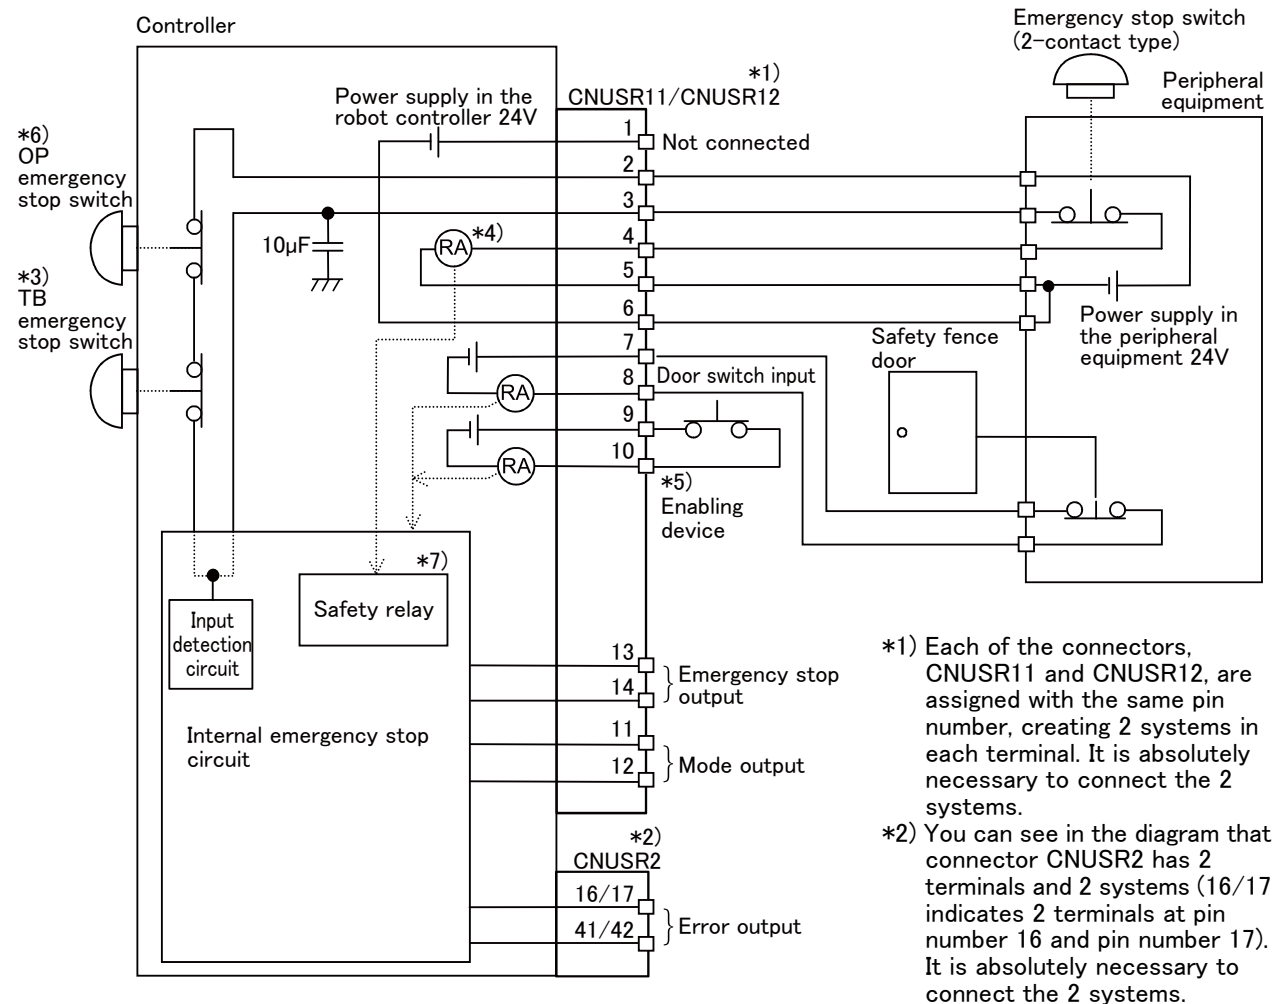 Controller
Emergency stop switch
(2-contact type)
Peripheral
equipment
*1)
CNUSR11/CNUSR12
Power supply in the
robot controller 24V
*6)
OP
emergency
stop switch
*3)
TB
emergency
stop switch
10μF
RA
*4)
1
Not connected
2
3
4
5
6
7
8
9
10
Power supply in
the peripheral
equipment 24V
Safety fence
door
Door switch input
RA
RA
*5)
Enabling
device
*7)
Safety relay
Input
detection
circuit
Internal emergency stop
circuit
13
14
Emergency stop
output
11
12
Mode output
*2)
CNUSR2
16/17
41/42
Error output
*1) Each of the connectors,
CNUSR11 and CNUSR12, are
assigned with the same pin
number, creating 2 systems in
each terminal. It is absolutely
necessary to connect the 2
systems.
*2) You can see in the diagram that
connector CNUSR2 has 2
terminals and 2 systems (16/17
indicates 2 terminals at pin
number 16 and pin number 17).
It is absolutely necessary to
connect the 2 systems.